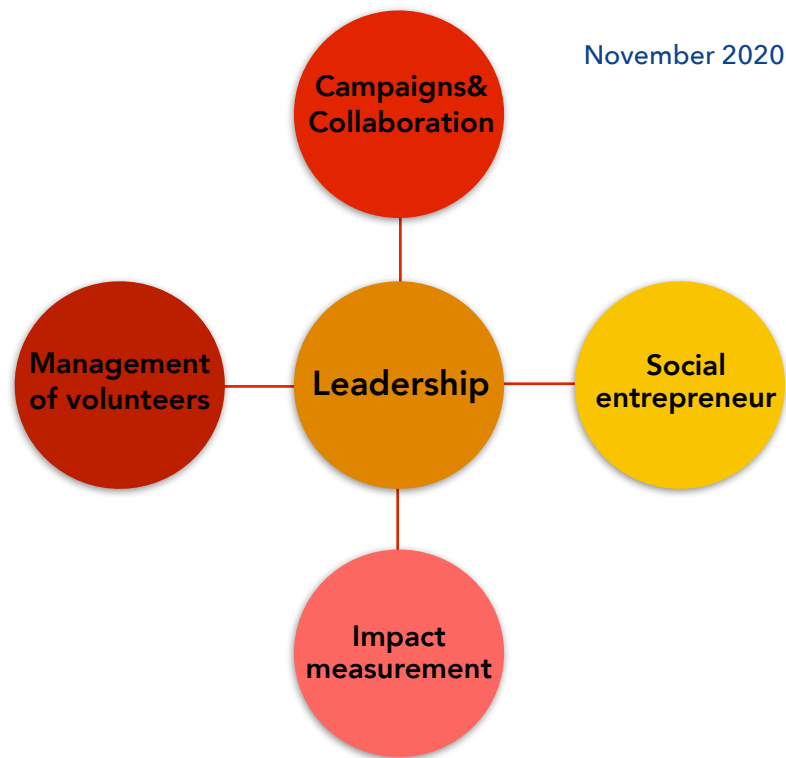 November 2020
Campaigns&
Collaboration
Management
of volunteers
Leadership
Social
entrepreneur
Impact
measurement